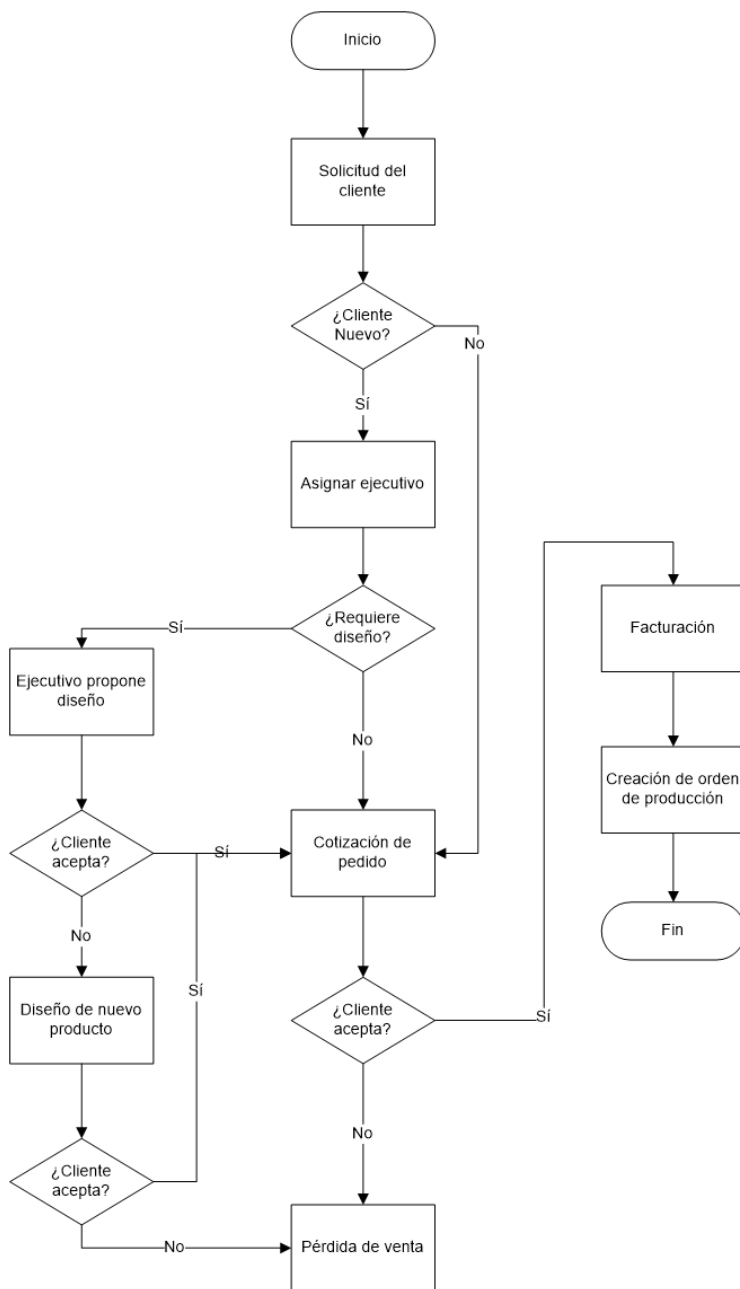 Inicio
Solicitud del
cliente
¿Cliente
Nuevo?
No
Sí
Asignar ejecutivo
¿Requiere
diseño?
Sí
Facturación
Ejecutivo propone
diseño
No
Creación de orden
de producción
¿Cliente
acepta?
Sí
Cotización de
pedido
Fin
No
Sí
Diseño de nuevo
producto
¿Cliente
acepta?
Sí
No
¿Cliente
acepta?
No
Pérdida de venta